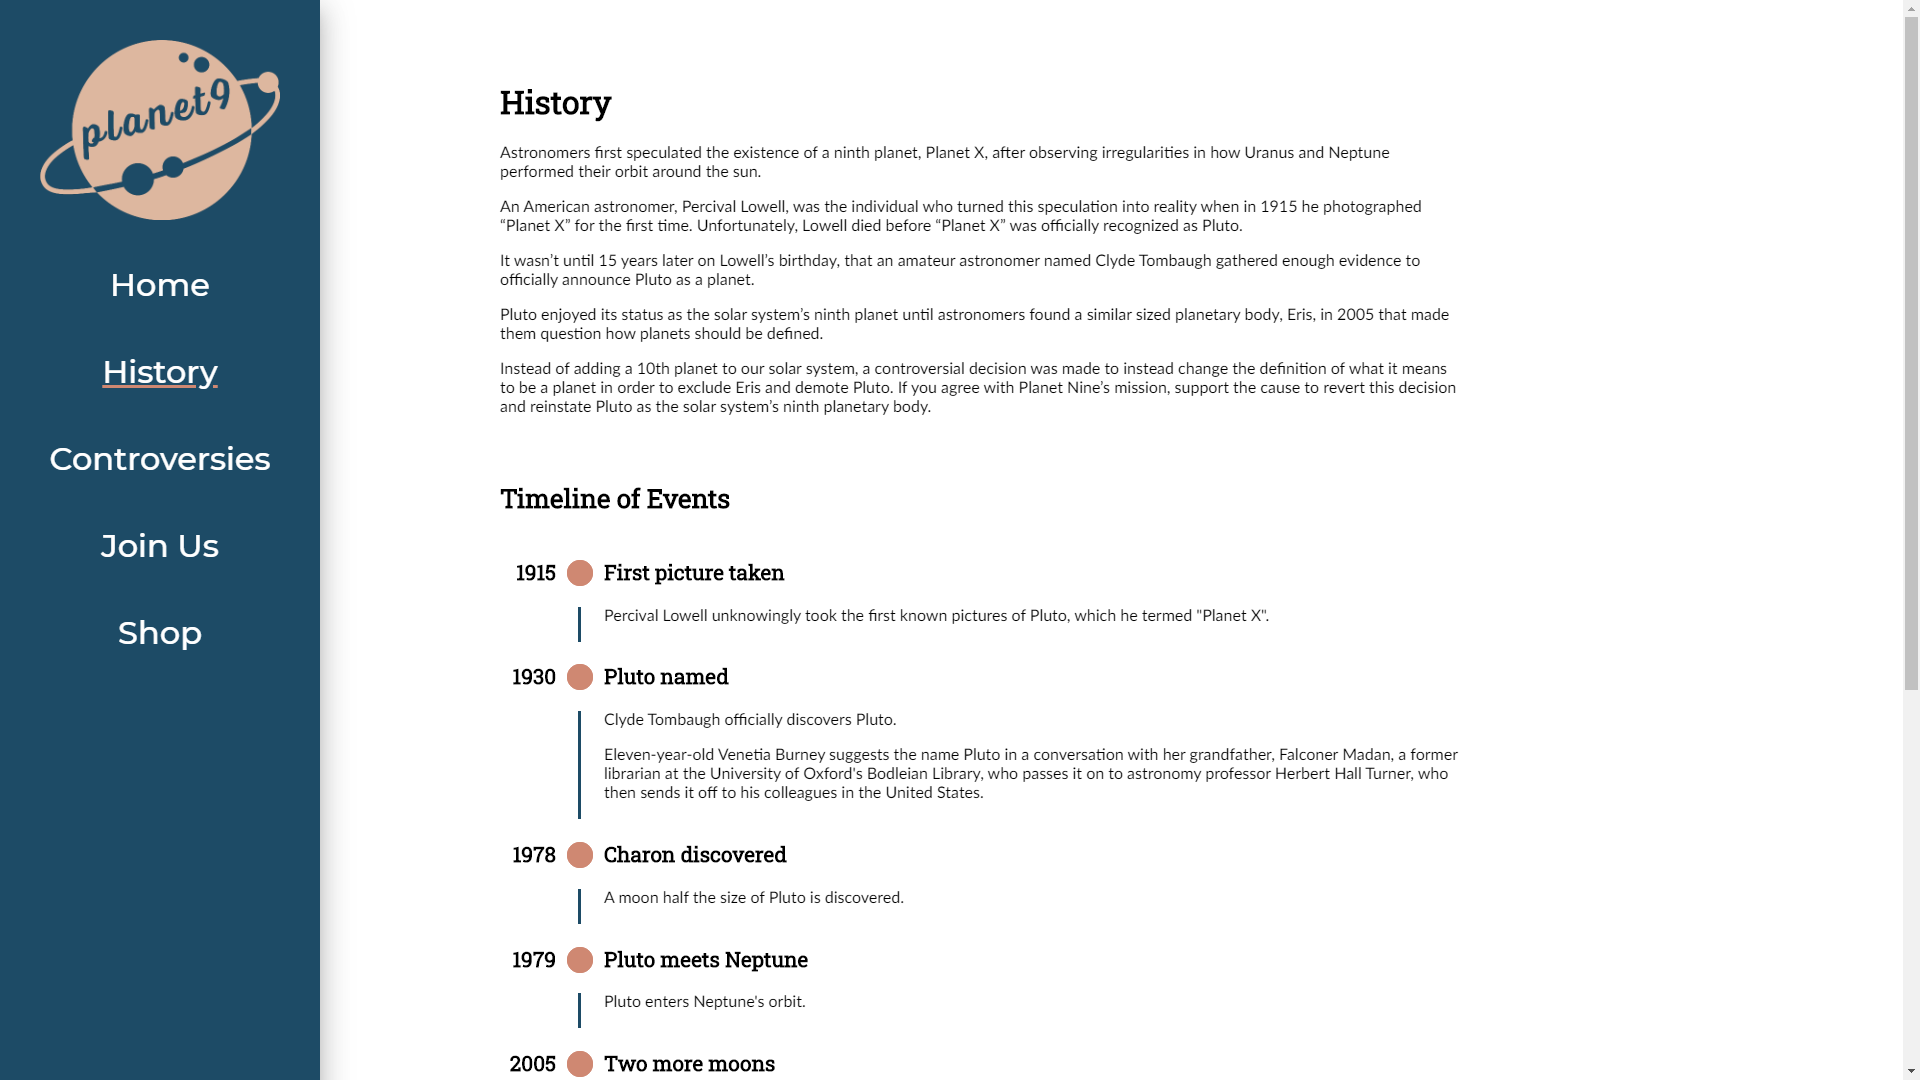 planet9
Home
History
Controversies
Join Us
Shop
History
Astronomers first speculated the existence of a ninth planet, Planet X, after observing irregularities in how Uranus and Neptune
performed their orbit around the sun.
An American astronomer, Percival Lowell, was the individual who turned this speculation into reality when in 1915 he photographed
“Planet X” for the first time. Unfortunately, Lowell died before “Planet X” was officially recognized as Pluto.
It wasn’t until 15 years later on Lowell’s birthday, that an amateur astronomer named Clyde Tombaugh gathered enough evidence to
officially announce Pluto as a planet.
Pluto enjoyed its status as the solar system’s ninth planet until astronomers found a similar sized planetary body, Eris, in 2005 that made
them question how planets should be defined.
Instead of adding a 10th planet to our solar system, a controversial decision was made to instead change the definition of what it means
to be a planet in order to exclude Eris and demote Pluto. If you agree with Planet Nine’s mission, support the cause to revert this decision
and reinstate Pluto as the solar system’s ninth planetary body.
Timeline of Events
1915 First picture taken
Percival Lowell unknowingly took the first known pictures of Pluto, which he termed "Planet X".
1930 Pluto named
Clyde Tombaugh officially discovers Pluto.
Eleven-year-old Venetia Burney suggests the name Pluto in a conversation with her grandfather, Falconer Madan, a former
librarian at the University of Oxford's Bodleian Library, who passes it on to astronomy professor Herbert Hall Turner, who
then sends it off to his colleagues in the United States.
1978 Charon discovered
A moon half the size of Pluto is discovered.
1979 Pluto meets Neptune
Pluto enters Neptune's orbit.
2005 Two more moons